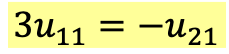 3u₁₁ = −u₂₁